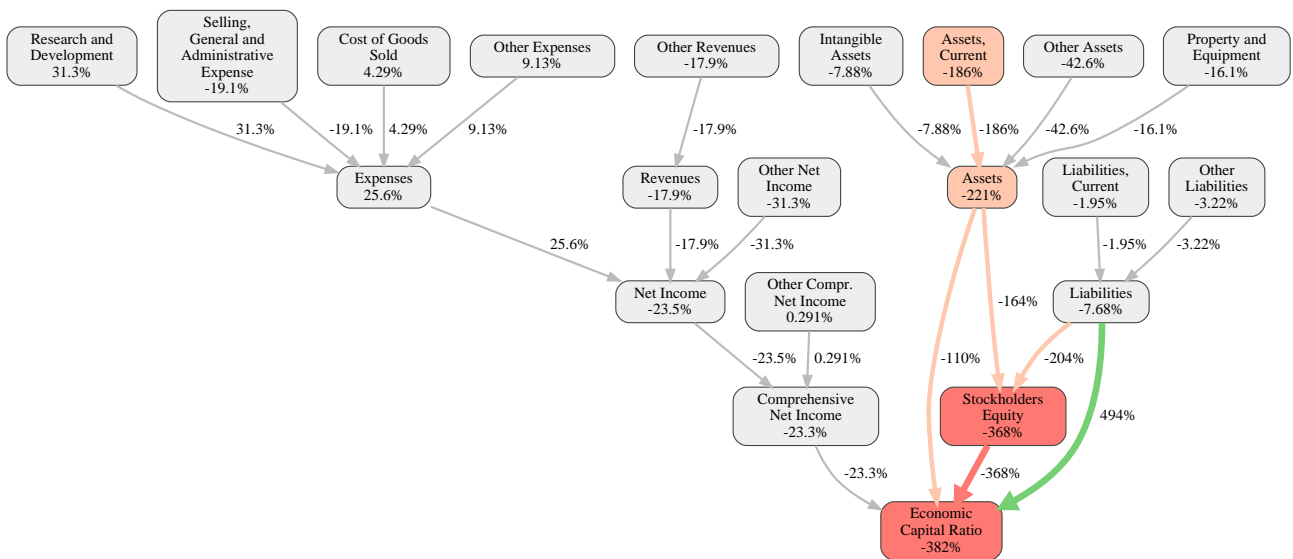 Research and
Development
31.3%
Selling,
General and
Administrative
Expense
-19.1%
Cost of Goods
Sold
4.29%
Other Expenses
9.13%
Other Revenues
-17.9%
Intangible
Assets
-7.88%
Assets,
Current
-186%
Other Assets
-42.6%
Property and
Equipment
-16.1%
31.3%
-19.1%
4.29%
9.13%
-17.9%
-7.88%
-186%
-42.6%
-16.1%
Expenses
25.6%
Revenues
-17.9%
Other Net
Income
-31.3%
Assets
-221%
Liabilities,
Current
-1.95%
Other
Liabilities
-3.22%
25.6%
-17.9%
-31.3%
-1.95%
-3.22%
Net Income
-23.5%
Other Compr.
Net Income
0.291%
-164%
Liabilities
-7.68%
-23.5%
0.291%
-110%
-204%
Comprehensive
Net Income
-23.3%
Stockholders
Equity
-368%
494%
-23.3%
-368%
Economic
Capital Ratio
-382%